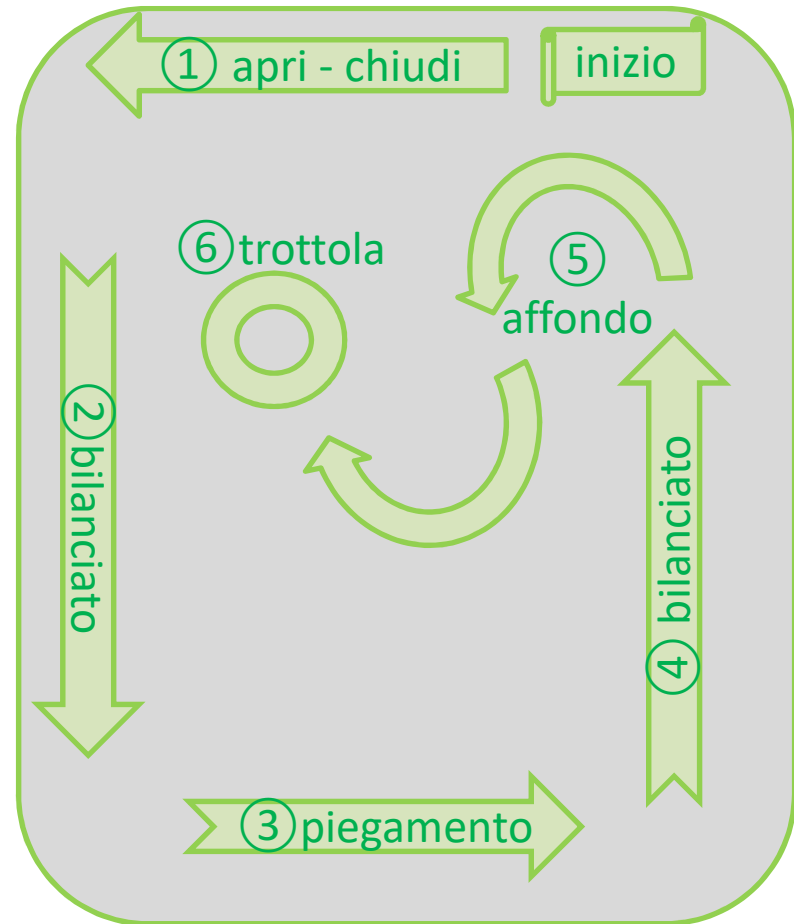 inizio
① apri - chiudi
② bilanciato
③ piegamento
④ bilanciato
⑤
affondo
⑥ trottola